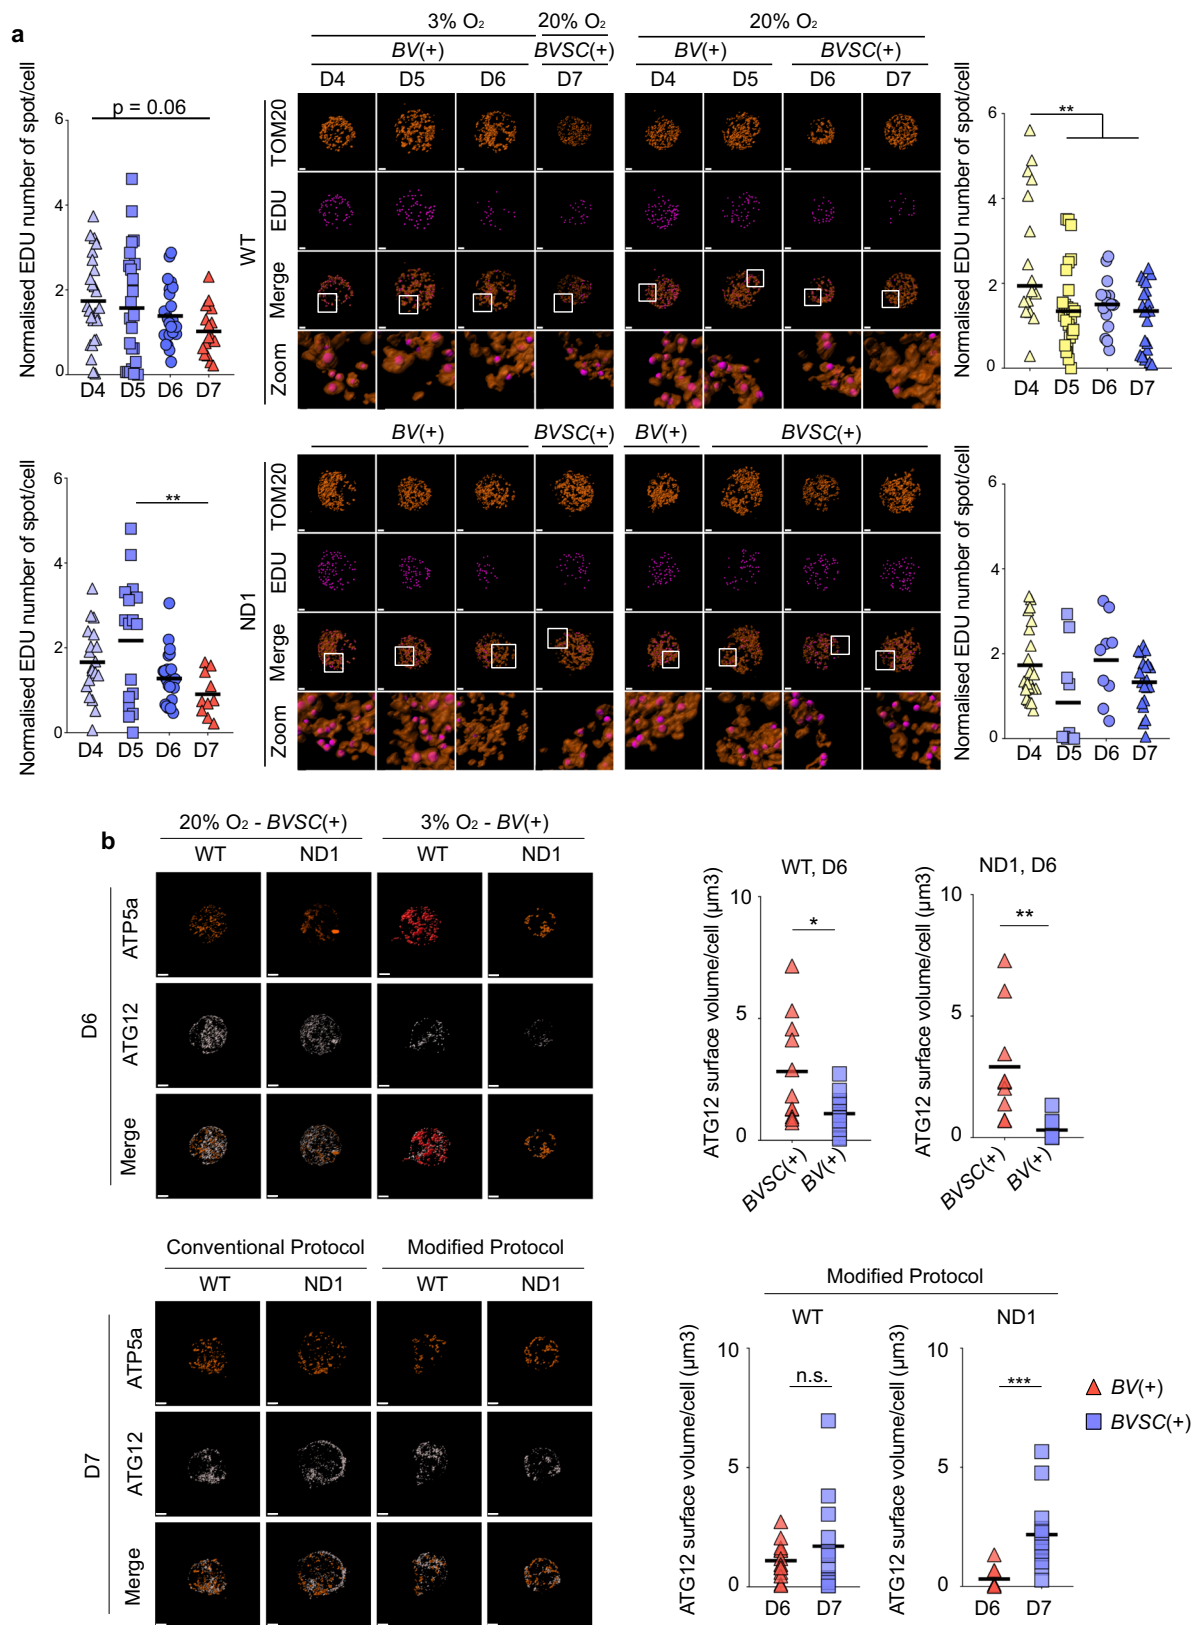 a
3% O₂
20% O₂
20% O₂
BV(+)
BVSC(+)
BV(+)
BVSC(+)
D4
D5
D6
D7
D4
D5
D6
D7
Normalised EDU number of spot/cell
p = 0.06
6
4
2
0
D4
D5
D6
D7
WT
TOM20
EDU
Merge
Zoom
Normalised EDU number of spot/cell
**
6
4
2
0
D4
D5
D6
D7
BV(+)
BVSC(+)
BV(+)
BVSC(+)
Normalised EDU number of spot/cell
**
6
4
2
0
D4
D5
D6
D7
ND1
TOM20
EDU
Merge
Zoom
Normalised EDU number of spot/cell
6
4
2
0
D4
D5
D6
D7
b
20% O₂ - BVSC(+)
3% O₂ - BV(+)
WT
ND1
WT
ND1
D6
ATP5a
ATG12
Merge
WT, D6
ATG12 surface volume/cell (µm3)
10
5
0
*
BVSC(+)
BV(+)
ND1, D6
ATG12 surface volume/cell (µm3)
10
5
0
**
BVSC(+)
BV(+)
Conventional Protocol
Modified Protocol
WT
ND1
WT
ND1
D7
ATP5a
ATG12
Merge
Modified Protocol
WT
ND1
ATG12 surface volume/cell (µm3)
10
5
0
n.s.
D6
D7
ATG12 surface volume/cell (µm3)
10
5
0
***
D6
D7
BV(+)
BVSC(+)